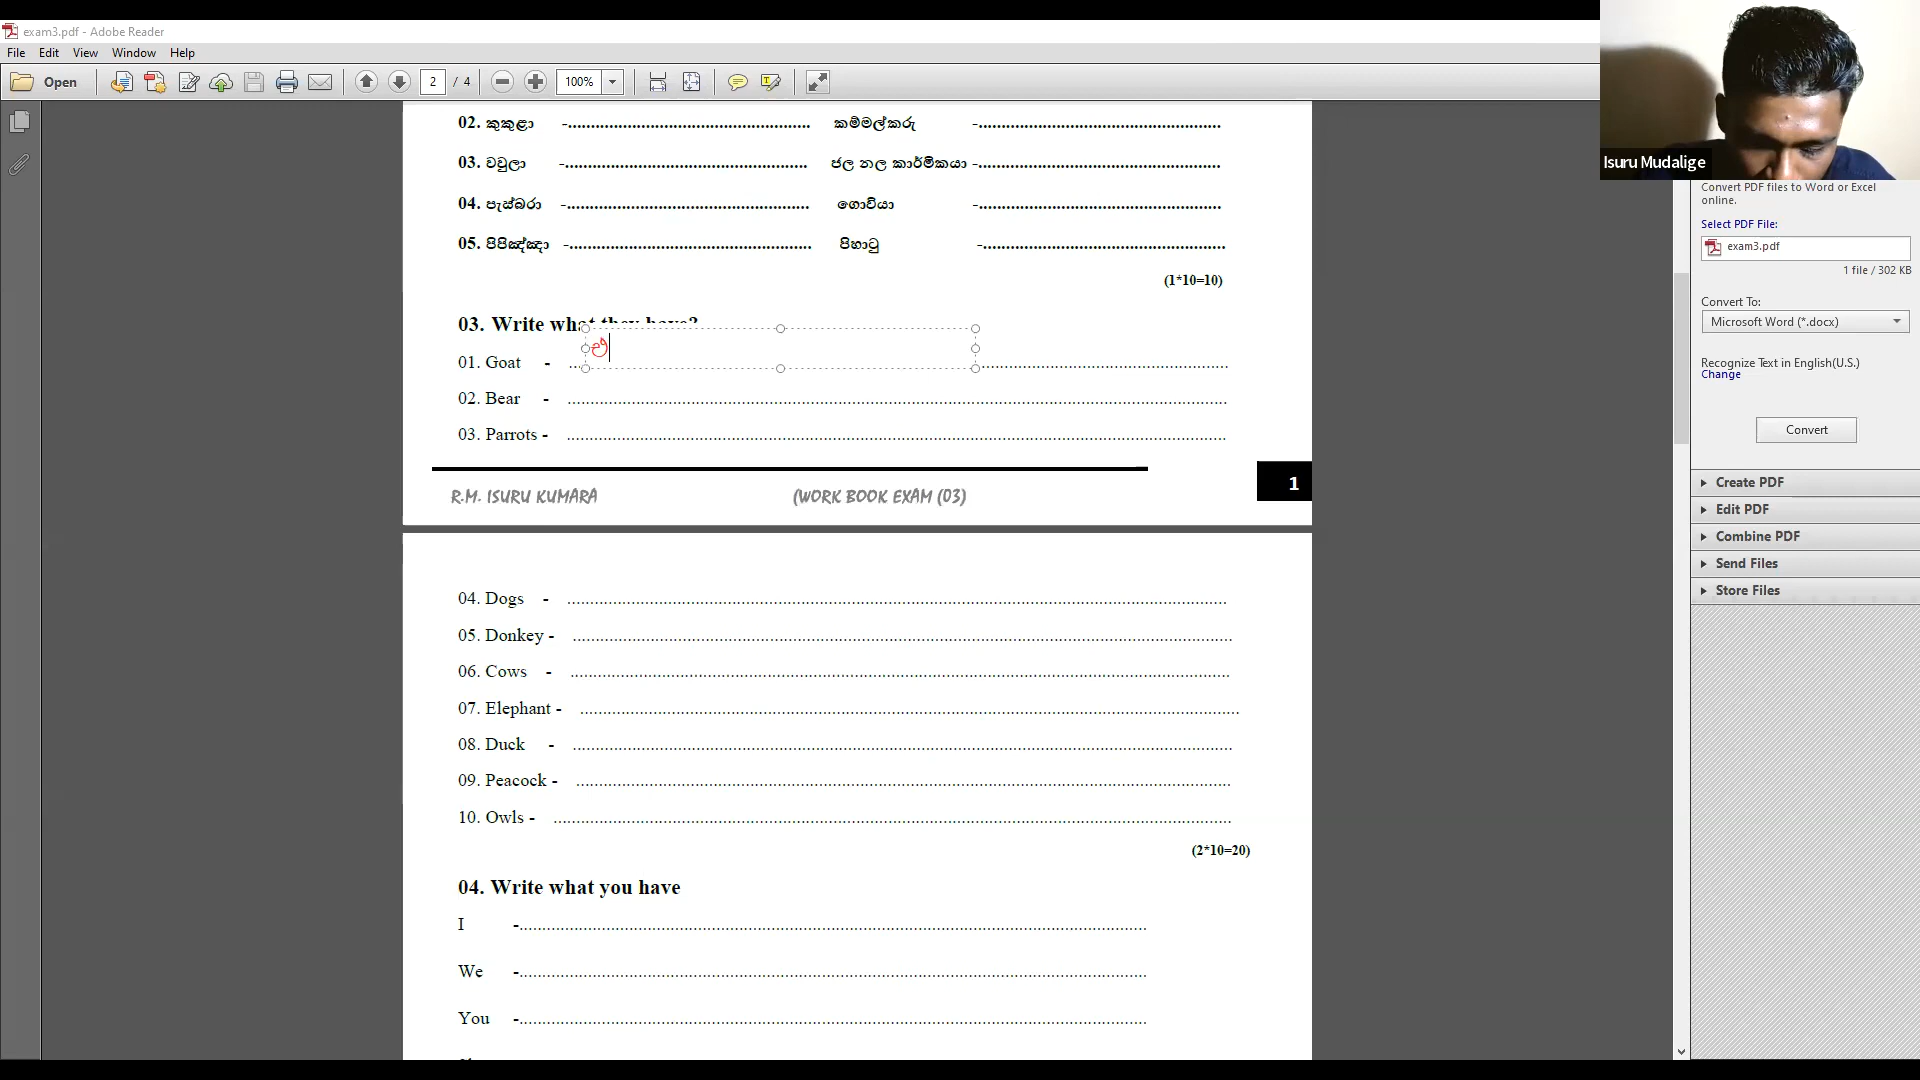 exam3.pdf - Adobe Reader
File Edit View Window Help
Open 2 / 4 100%
Isuru Mudalige
02. කුකුළා -.................................................... කම්මල්කරු -....................................................
03. වවුලා -.................................................... ජල නල කාර්මිකයා -....................................................
04. පැස්බරා -.................................................... ගොවියා -....................................................
05. පිපිඤ්ඤා -.................................................... පිහාටු -....................................................
(1*10=10)
03. Write what they have?
එ
01. Goat - ....................................................
02. Bear - ....................................................
03. Parrots - ....................................................
R.M. ISURU KUMARA (WORK BOOK EXAM (03) 1
04. Dogs - ....................................................
05. Donkey - ....................................................
06. Cows - ....................................................
07. Elephant - ....................................................
08. Duck - ....................................................
09. Peacock - ....................................................
10. Owls - ....................................................
(2*10=20)
04. Write what you have
I -....................................................
We -....................................................
You -....................................................
Convert PDF files to Word or Excel
online.
Select PDF File:
exam3.pdf
1 file / 302 KB
Convert To:
Microsoft Word (*.docx)
Recognize Text in English(U.S.)
Change
Convert
Create PDF
Edit PDF
Combine PDF
Send Files
Store Files